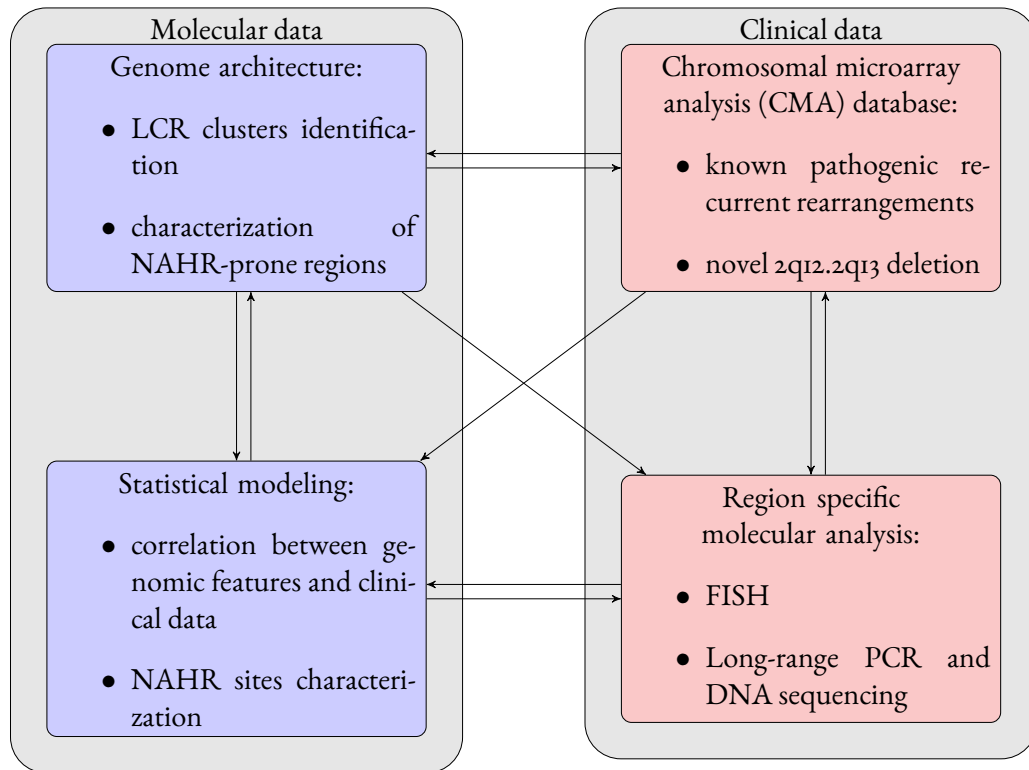 Molecular data
Genome architecture:
● LCR clusters identifica-
tion
● characterization of
NAHR-prone regions
Statistical modeling:
● correlation between ge-
nomic features and clini-
cal data
● NAHR sites characteri-
zation
Clinical data
Chromosomal microarray
analysis (CMA) database:
● known pathogenic re-
current rearrangements
● novel 2q12.2q13 deletion
Region specific
molecular analysis:
● FISH
● Long-range PCR and
DNA sequencing